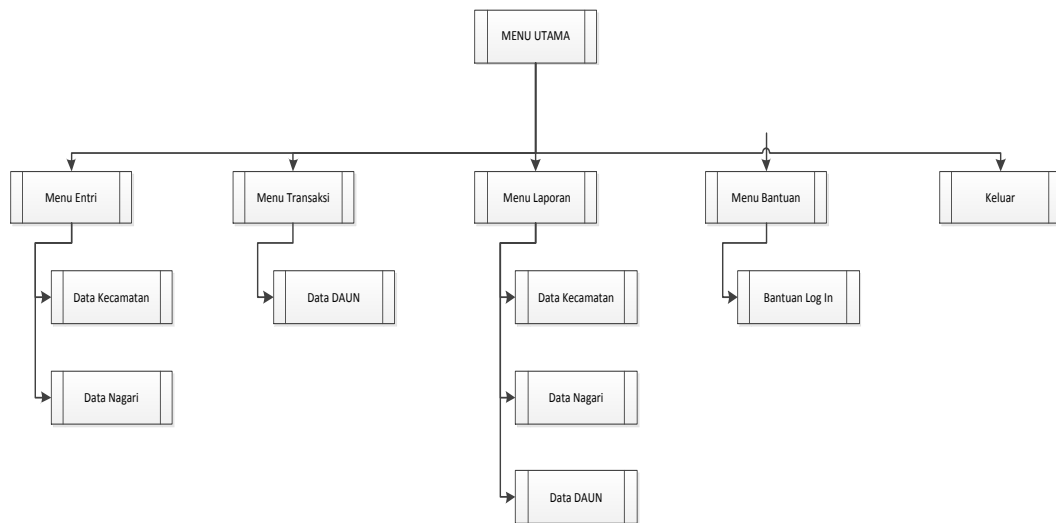 MENU UTAMA
Menu Entri
Menu Transaksi
Menu Laporan
Menu Bantuan
Keluar
Data Kecamatan
Data DAUN
Data Kecamatan
Bantuan Log In
Data Nagari
Data Nagari
Data DAUN